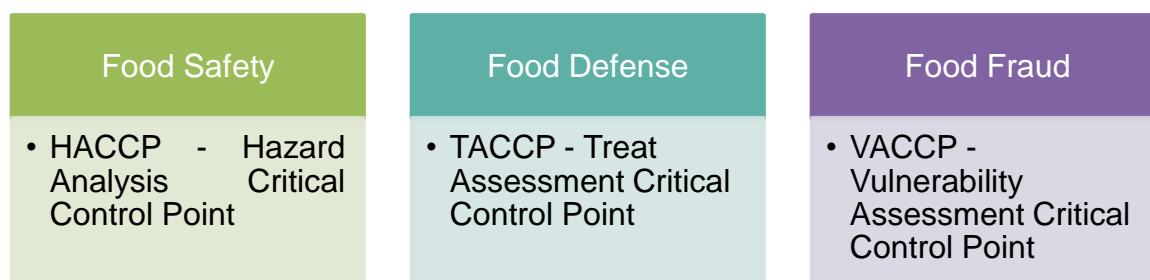 Food Safety
• HACCP - Hazard
Analysis Critical
Control Point
Food Defense
• TACCP - Treat
Assessment Critical
Control Point
Food Fraud
• VACCP -
Vulnerability
Assessment Critical
Control Point